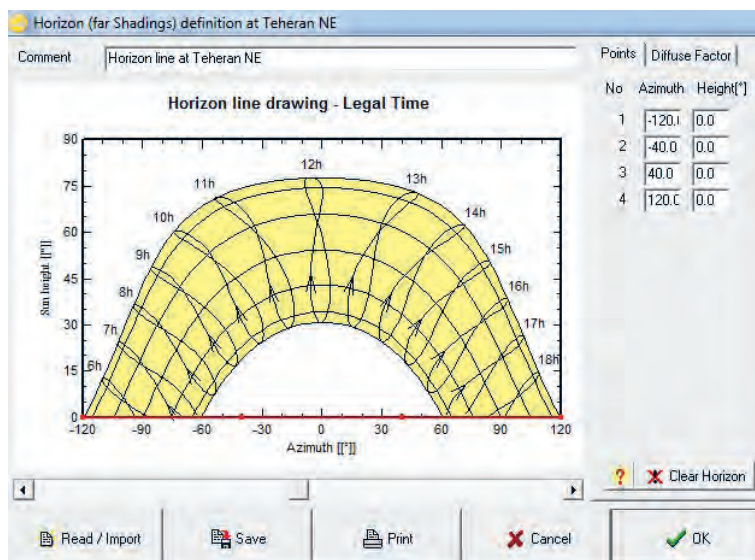 Horizon (far Shadings) definition at Teheran NE
Comment Horizon line at Teheran NE
Points Diffuse Factor
No Azimuth Height[°]
1 -120.( 0.0
2 -40.0 0.0
3 40.0 0.0
4 120.0 0.0
Horizon line drawing - Legal Time
Sun height [[°]]
90
75
60
45
30
15
0
6h
7h
8h
9h
10h
11h
12h
13h
14h
15h
16h
17h
18h
-120 -90 -60 -30 0 30 60 90 120
Azimuth [[°]]
? Clear Horizon
Read / Import Save Print Cancel OK